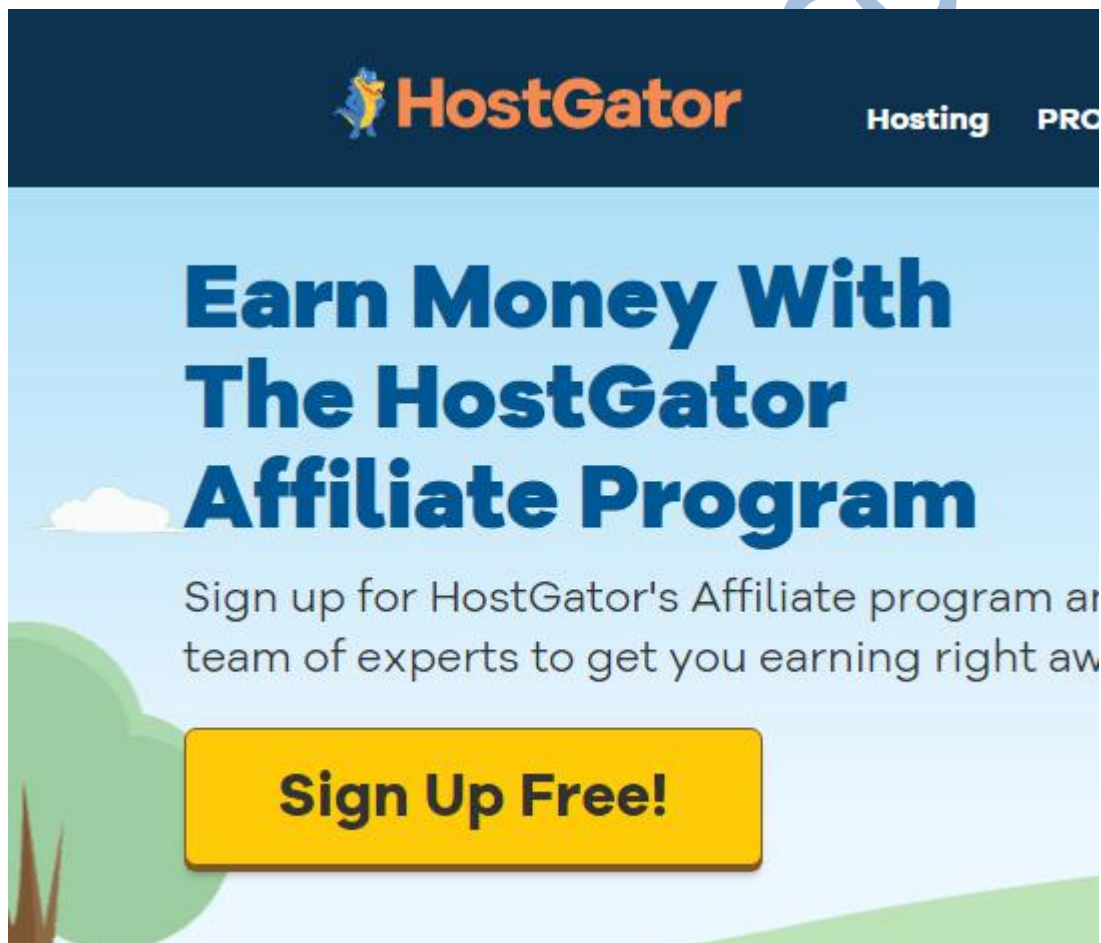 HostGator
Hosting PRO
Earn Money With
The HostGator
Affiliate Program
Sign up for HostGator's Affiliate program
team of experts to get you earning right
Sign Up Free!